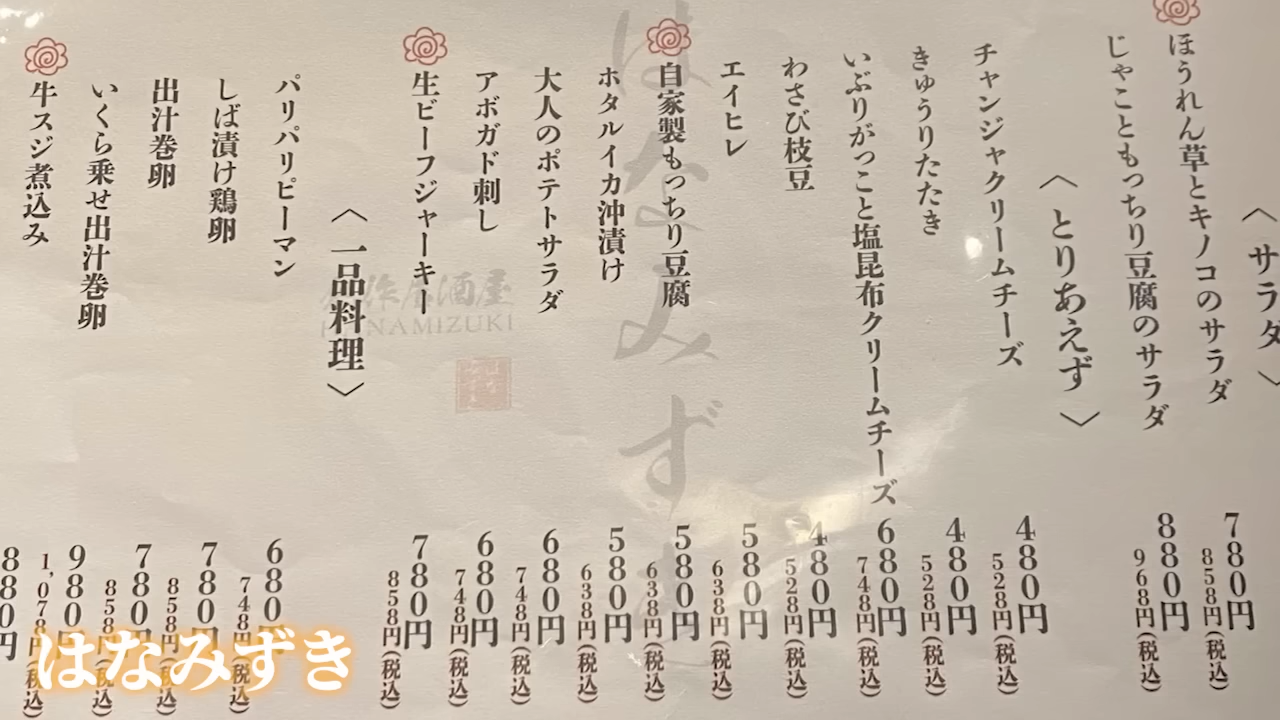 〈サラダ〉
ほうれん草とキノコのサラダ
780円
858円(税込)
じゃこともっちり豆腐のサラダ
880円
968円(税込)
〈とりあえず〉
チャンジャクリームチーズ
480円
528円(税込)
きゅうりたたき
480円
528円(税込)
いぶりがっこと塩昆布クリームチーズ
680円
748円(税込)
わさび枝豆
480円
528円(税込)
エイヒレ
580円
638円(税込)
自家製もっちり豆腐
580円
638円(税込)
ホタルイカ沖漬け
580円
638円(税込)
大人のポテトサラダ
680円
748円(税込)
アボガド刺し
680円
748円(税込)
生ビーフジャーキー
780円
858円(税込)
〈一品料理〉
パリパリピーマン
680円
748円(税込)
しば漬け鶏卵
780円
858円(税込)
出汁巻卵
780円
858円(税込)
いくら乗せ出汁巻卵
980円
1,078円(税込)
牛スジ煮込み
880円
はなみずき
創作居酒屋
HANAMIZUKI
はなみずき